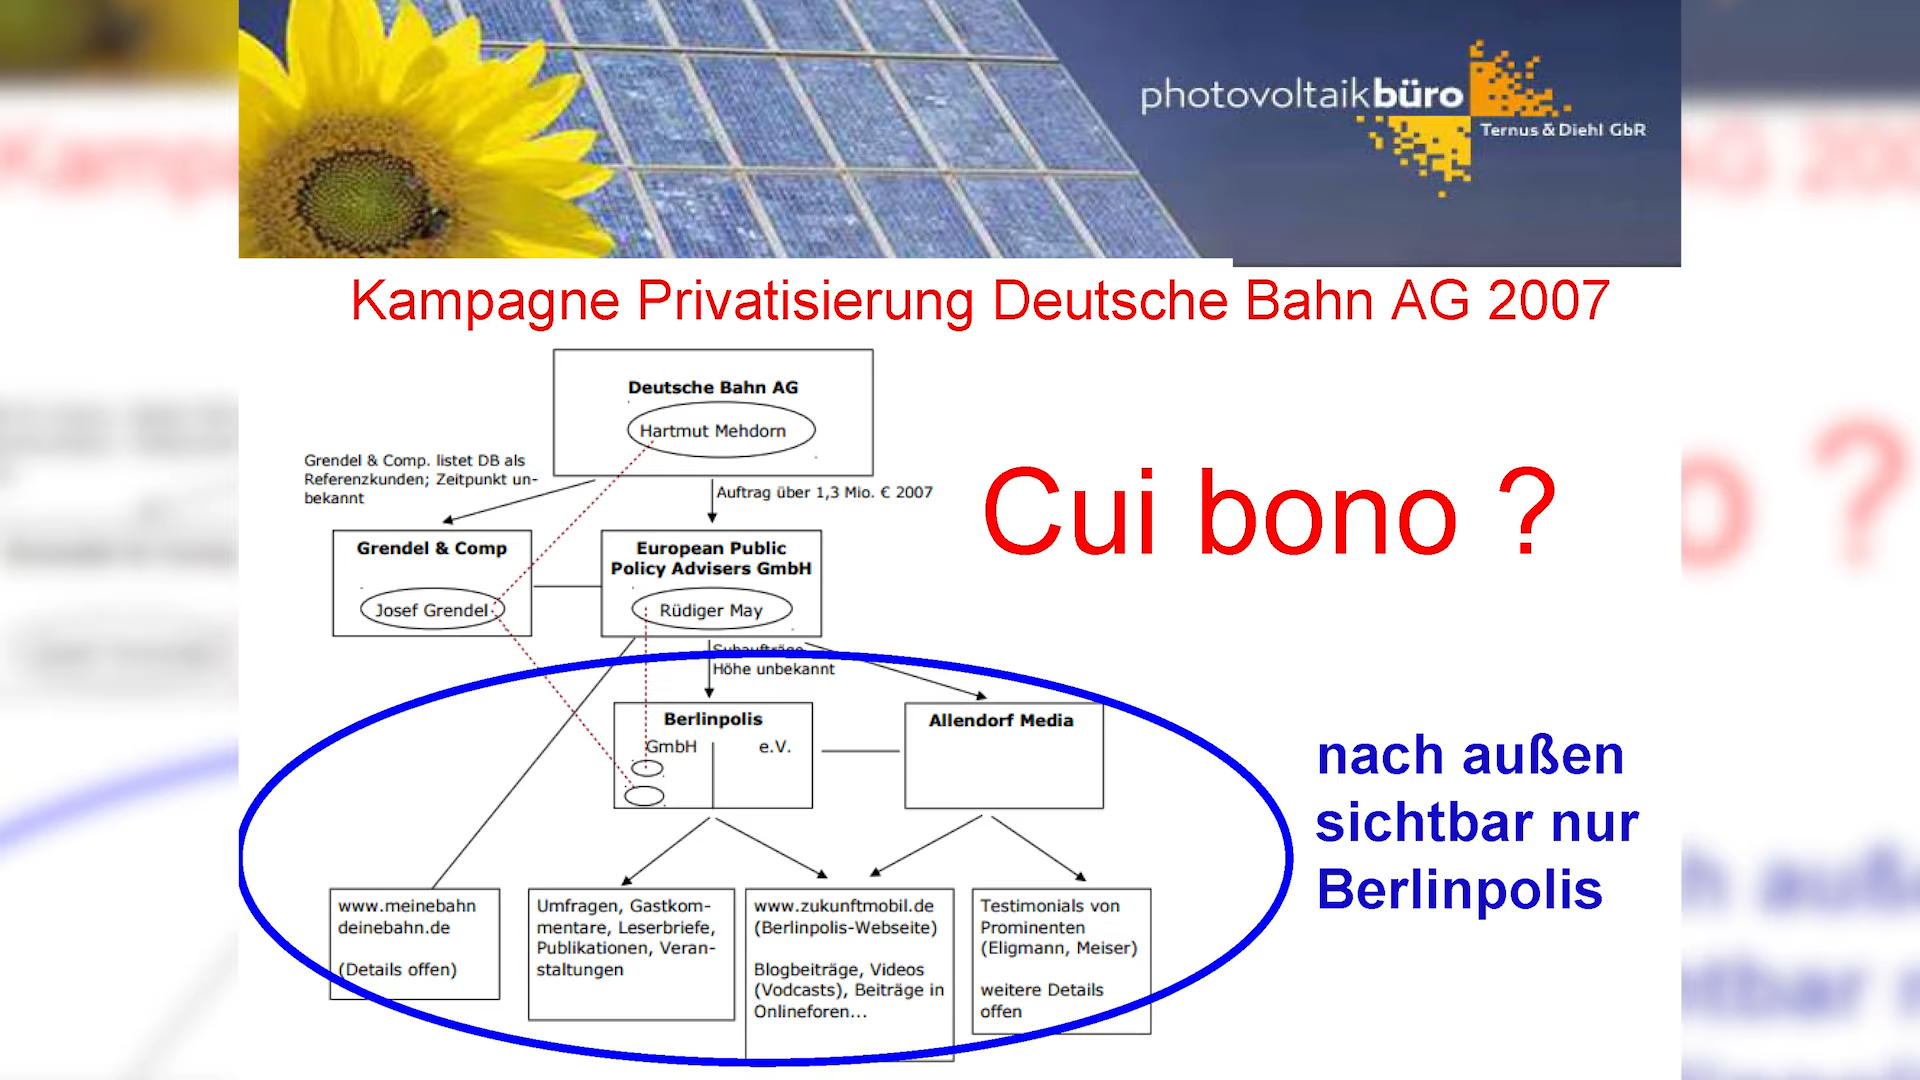 photovoltaikbüro
Ternus & Diehl GbR
Kampagne Privatisierung Deutsche Bahn AG 2007
Deutsche Bahn AG
Hartmut Mehdorn
Grendel & Comp. listet DB als
Referenzkunden; Zeitpunkt un-
bekannt
Auftrag über 1,3 Mio. € 2007
Cui bono ?
Grendel & Comp
Josef Grendel
European Public
Policy Advisers GmbH
Rüdiger May
Subaufträge
Höhe unbekannt
Berlinpolis
GmbH
e.V.
Allendorf Media
nach außen
sichtbar nur
Berlinpolis
www.meinebahn
deinebahn.de
(Details offen)
Umfragen, Gastkom-
mentare, Leserbriefe,
Publikationen, Veran-
staltungen
www.zukunftmobil.de
(Berlinpolis-Webseite)
Blogbeiträge, Videos
(Vodcasts), Beiträge in
Onlineforen...
Testimonials von
Prominenten
(Eligmann, Meiser)
weitere Details
offen